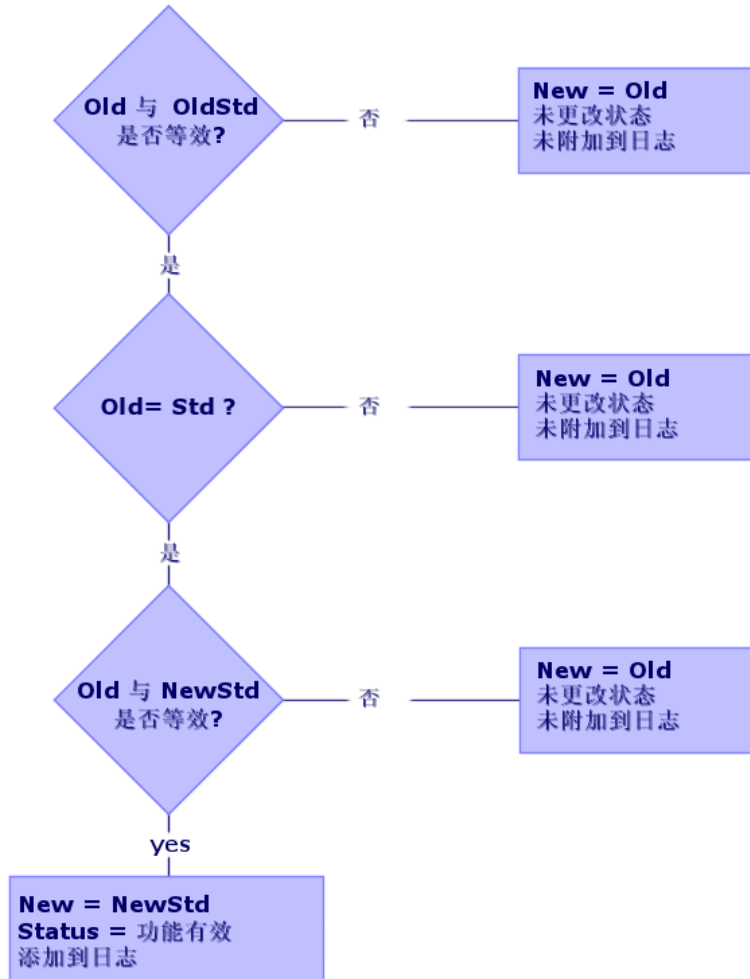 Old 与 OldStd
是否等效?
否
New = Old
未更改状态
未附加到日志
是
Old= Std ?
否
New = Old
未更改状态
未附加到日志
是
Old 与 NewStd
是否等效?
否
New = Old
未更改状态
未附加到日志
yes
New = NewStd
Status = 功能有效
添加到日志